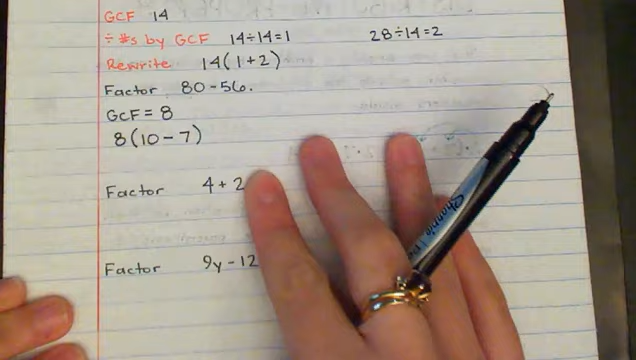 GCF 14
÷ #s by GCF 14÷14=1 28÷14=2
Rewrite 14(1+2)
Factor 80-56.
GCF = 8
8(10-7)
Factor 4+2
Factor 9y-12
Sharpie